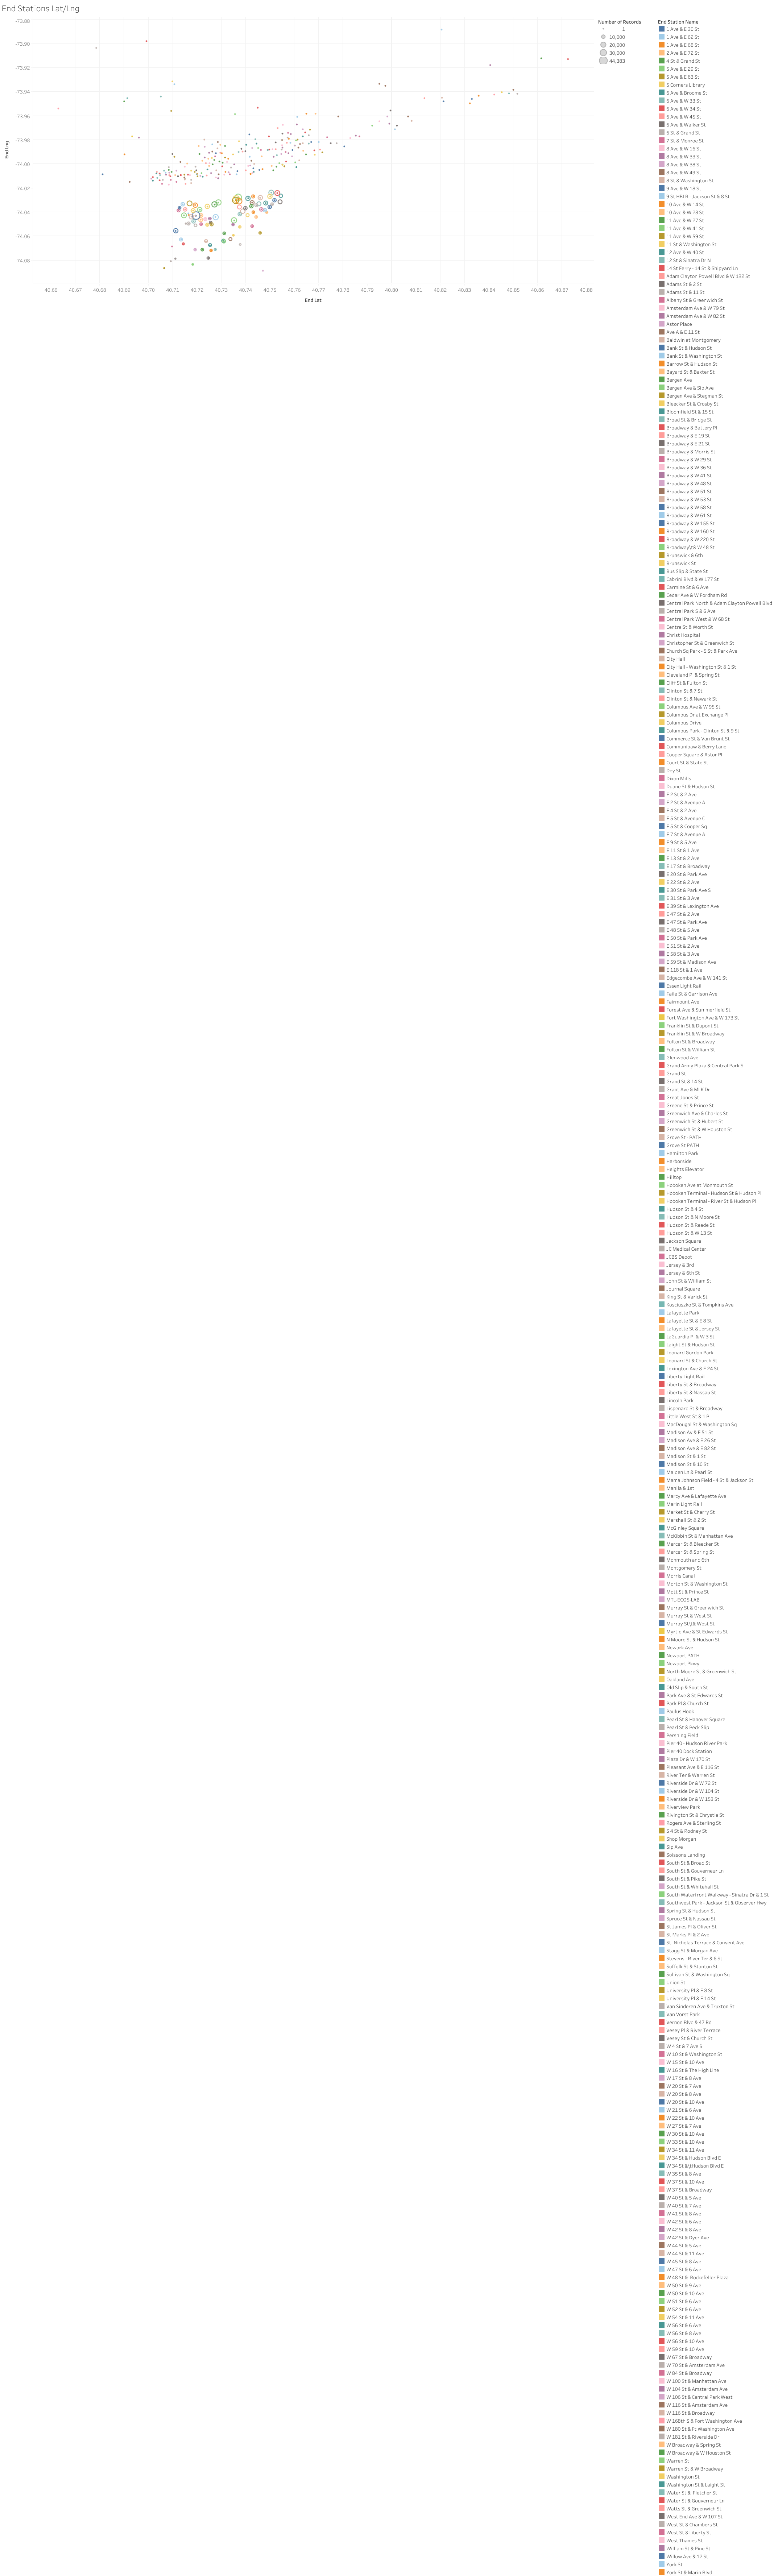 End Stations Lat/Lng
Number of Records
1
10,000
20,000
30,000
44,383
-73.88
-73.90
-73.92
-73.94
-73.96
-73.98
-74.00
-74.02
-74.04
-74.06
-74.08
End Lng
40.66 40.67 40.68 40.69 40.70 40.71 40.72 40.73 40.74 40.75 40.76 40.77 40.78 40.79 40.80 40.81 40.82 40.83 40.84 40.85 40.86 40.87 40.88
End Lat
End Station Name
1 Ave & E 30 St
1 Ave & E 62 St
1 Ave & E 68 St
2 Ave & E 72 St
4 St & Grand St
5 Ave & E 29 St
5 Ave & E 63 St
5 Corners Library
6 Ave & Broome St
6 Ave & W 33 St
6 Ave & W 34 St
6 Ave & W 45 St
6 Ave & Walker St
6 St & Grand St
7 St & Monroe St
8 Ave & W 16 St
8 Ave & W 33 St
8 Ave & W 38 St
8 Ave & W 49 St
8 St & Washington St
9 Ave & W 18 St
9 St HBLR - Jackson St & 8 St
10 Ave & W 14 St
10 Ave & W 28 St
11 Ave & W 27 St
11 Ave & W 41 St
11 Ave & W 59 St
11 St & Washington St
12 Ave & W 40 St
12 St & Sinatra Dr N
14 St Ferry - 14 St & Shipyard Ln
Adam Clayton Powell Blvd & W 132 St
Adams St & 2 St
Adams St & 11 St
Albany St & Greenwich St
Amsterdam Ave & W 79 St
Amsterdam Ave & W 82 St
Astor Place
Ave A & E 11 St
Baldwin at Montgomery
Bank St & Hudson St
Bank St & Washington St
Barrow St & Hudson St
Bayard St & Baxter St
Bergen Ave
Bergen Ave & Sip Ave
Bergen Ave & Stegman St
Bleecker St & Crosby St
Bloomfield St & 15 St
Broad St & Bridge St
Broadway & Battery Pl
Broadway & E 19 St
Broadway & E 21 St
Broadway & Morris St
Broadway & W 29 St
Broadway & W 36 St
Broadway & W 41 St
Broadway & W 48 St
Broadway & W 51 St
Broadway & W 53 St
Broadway & W 58 St
Broadway & W 61 St
Broadway & W 155 St
Broadway & W 160 St
Broadway & W 220 St
Broadway\t& W 48 St
Brunswick & 6th
Brunswick St
Bus Slip & State St
Cabrini Blvd & W 177 St
Carmine St & 6 Ave
Cedar Ave & W Fordham Rd
Central Park North & Adam Clayton Powell Blvd
Central Park S & 6 Ave
Central Park West & W 68 St
Centre St & Worth St
Christ Hospital
Christopher St & Greenwich St
Church Sq Park - 5 St & Park Ave
City Hall
City Hall - Washington St & 1 St
Cleveland Pl & Spring St
Cliff St & Fulton St
Clinton St & 7 St
Clinton St & Newark St
Columbus Ave & W 95 St
Columbus Dr at Exchange Pl
Columbus Drive
Columbus Park - Clinton St & 9 St
Commerce St & Van Brunt St
Communipaw & Berry Lane
Cooper Square & Astor Pl
Court St & State St
Dey St
Dixon Mills
Duane St & Hudson St
E 2 St & 2 Ave
E 2 St & Avenue A
E 4 St & 2 Ave
E 5 St & Avenue C
E 5 St & Cooper Sq
E 7 St & Avenue A
E 9 St & 5 Ave
E 11 St & 1 Ave
E 13 St & 2 Ave
E 17 St & Broadway
E 20 St & Park Ave
E 22 St & 2 Ave
E 30 St & Park Ave S
E 31 St & 3 Ave
E 39 St & Lexington Ave
E 47 St & 2 Ave
E 47 St & Park Ave
E 48 St & 5 Ave
E 50 St & Park Ave
E 51 St & 2 Ave
E 58 St & 3 Ave
E 59 St & Madison Ave
E 118 St & 1 Ave
Edgecombe Ave & W 141 St
Essex Light Rail
Faile St & Garrison Ave
Fairmount Ave
Forest Ave & Summerfield St
Fort Washington Ave & W 173 St
Franklin St & Dupont St
Franklin St & W Broadway
Fulton St & Broadway
Fulton St & William St
Glenwood Ave
Grand Army Plaza & Central Park S
Grand St
Grand St & 14 St
Grant Ave & MLK Dr
Great Jones St
Greene St & Prince St
Greenwich Ave & Charles St
Greenwich St & Hubert St
Greenwich St & W Houston St
Grove St - PATH
Grove St PATH
Hamilton Park
Harborside
Heights Elevator
Hilltop
Hoboken Ave at Monmouth St
Hoboken Terminal - Hudson St & Hudson Pl
Hoboken Terminal - River St & Hudson Pl
Hudson St & 4 St
Hudson St & N Moore St
Hudson St & Reade St
Hudson St & W 13 St
Jackson Square
JC Medical Center
JCBS Depot
Jersey & 3rd
Jersey & 6th St
John St & William St
Journal Square
King St & Varick St
Kosciuszko St & Tompkins Ave
Lafayette Park
Lafayette St & E 8 St
Lafayette St & Jersey St
LaGuardia Pl & W 3 St
Laight St & Hudson St
Leonard Gordon Park
Leonard St & Church St
Lexington Ave & E 24 St
Liberty Light Rail
Liberty St & Broadway
Liberty St & Nassau St
Lincoln Park
Lispenard St & Broadway
Little West St & 1 Pl
MacDougal St & Washington Sq
Madison Av & E 51 St
Madison Ave & E 26 St
Madison Ave & E 82 St
Madison St & 1 St
Madison St & 10 St
Maiden Ln & Pearl St
Mama Johnson Field - 4 St & Jackson St
Manila & 1st
Marcy Ave & Lafayette Ave
Marin Light Rail
Market St & Cherry St
Marshall St & 2 St
McGinley Square
McKibbin St & Manhattan Ave
Mercer St & Bleecker St
Mercer St & Spring St
Monmouth and 6th
Montgomery St
Morris Canal
Morton St & Washington St
Mott St & Prince St
MTL-ECO5-LAB
Murray St & Greenwich St
Murray St & West St
Murray St\t& West St
Myrtle Ave & St Edwards St
N Moore St & Hudson St
Newark Ave
Newport PATH
Newport Pkwy
North Moore St & Greenwich St
Oakland Ave
Old Slip & South St
Park Ave & St Edwards St
Park Pl & Church St
Paulus Hook
Pearl St & Hanover Square
Pearl St & Peck Slip
Pershing Field
Pier 40 - Hudson River Park
Pier 40 Dock Station
Plaza Dr & W 170 St
Pleasant Ave & E 116 St
River Ter & Warren St
Riverside Dr & W 72 St
Riverside Dr & W 104 St
Riverside Dr & W 153 St
Riverview Park
Rivington St & Chrystie St
Rogers Ave & Sterling St
S 4 St & Rodney St
Shop Morgan
Sip Ave
Soissons Landing
South St & Broad St
South St & Gouverneur Ln
South St & Pike St
South St & Whitehall St
South Waterfront Walkway - Sinatra Dr & 1 St
Southwest Park - Jackson St & Observer Hwy
Spring St & Hudson St
Spruce St & Nassau St
St James Pl & Oliver St
St Marks Pl & 2 Ave
St. Nicholas Terrace & Convent Ave
Stagg St & Morgan Ave
Stevens - River Ter & 6 St
Suffolk St & Stanton St
Sullivan St & Washington Sq
Union St
University Pl & E 8 St
University Pl & E 14 St
Van Sinderen Ave & Truxton St
Van Vorst Park
Vernon Blvd & 47 Rd
Vesey Pl & River Terrace
Vesey St & Church St
W 4 St & 7 Ave S
W 10 St & Washington St
W 15 St & 10 Ave
W 16 St & The High Line
W 17 St & 8 Ave
W 20 St & 7 Ave
W 20 St & 8 Ave
W 20 St & 10 Ave
W 21 St & 6 Ave
W 22 St & 10 Ave
W 27 St & 7 Ave
W 30 St & 10 Ave
W 33 St & 10 Ave
W 34 St & 11 Ave
W 34 St & Hudson Blvd E
W 34 St &\tHudson Blvd E
W 35 St & 8 Ave
W 37 St & 10 Ave
W 37 St & Broadway
W 40 St & 5 Ave
W 40 St & 7 Ave
W 41 St & 8 Ave
W 42 St & 6 Ave
W 42 St & 8 Ave
W 42 St & Dyer Ave
W 44 St & 5 Ave
W 44 St & 11 Ave
W 45 St & 8 Ave
W 47 St & 6 Ave
W 48 St & Rockefeller Plaza
W 50 St & 9 Ave
W 50 St & 10 Ave
W 51 St & 6 Ave
W 52 St & 6 Ave
W 54 St & 11 Ave
W 56 St & 6 Ave
W 56 St & 8 Ave
W 56 St & 10 Ave
W 59 St & 10 Ave
W 67 St & Broadway
W 70 St & Amsterdam Ave
W 84 St & Broadway
W 100 St & Manhattan Ave
W 104 St & Amsterdam Ave
W 106 St & Central Park West
W 116 St & Amsterdam Ave
W 116 St & Broadway
W 168th S & Fort Washington Ave
W 180 St & Ft Washington Ave
W 181 St & Riverside Dr
W Broadway & Spring St
W Broadway & W Houston St
Warren St
Warren St & W Broadway
Washington St
Washington St & Laight St
Water St & Fletcher St
Water St & Gouverneur Ln
Watts St & Greenwich St
West End Ave & W 107 St
West St & Chambers St
West St & Liberty St
West Thames St
William St & Pine St
Willow Ave & 12 St
York St
York St & Marin Blvd